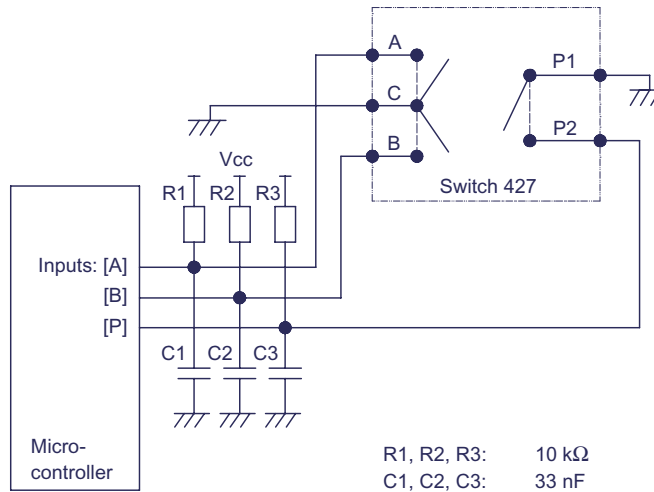 A
P1
C
P2
B
Switch 427
Vcc
R1 R2 R3
Inputs: [A]
[B]
[P]
C1 C2 C3
Micro-
controller
R1, R2, R3: 10 kΩ
C1, C2, C3: 33 nF